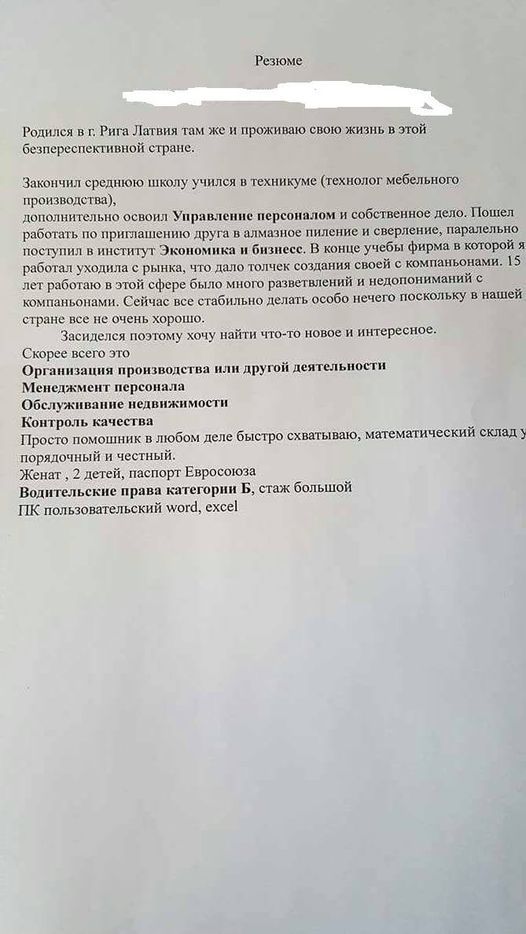 Резюме
Родился в г. Рига Латвия там же и проживаю свою жизнь в этой
безпереспективной стране.
Закончил среднюю школу учился в техникуме (технолог мебельного
производства),
дополнительно освоил Управление персоналом и собственное дело. Пошел
работать по приглашению друга в алмазное пиление и сверление, паралельно
поступил в институт Экономика и бизнесс. В конце учебы фирма в которой я
работал уходила с рынка, что дало толчек создания своей с компаньонами. 15
лет работаю в этой сфере было много разветвлений и недопониманий с
компаньонами. Сейчас все стабильно делать особо нечего поскольку в нашей
стране все не очень хорошо.
Засиделся поэтому хочу найти что-то новое и интересное.
Скорее всего это
Организация производства или другой деятельности
Менеджмент персонала
Обслуживание недвижимости
Контроль качества
Просто помошник в любом деле быстро схватываю, математический склад у
порядочный и честный.
Женат , 2 детей, паспорт Евросоюза
Водительские права категории Б, стаж большой
ПК пользовательский word, excel